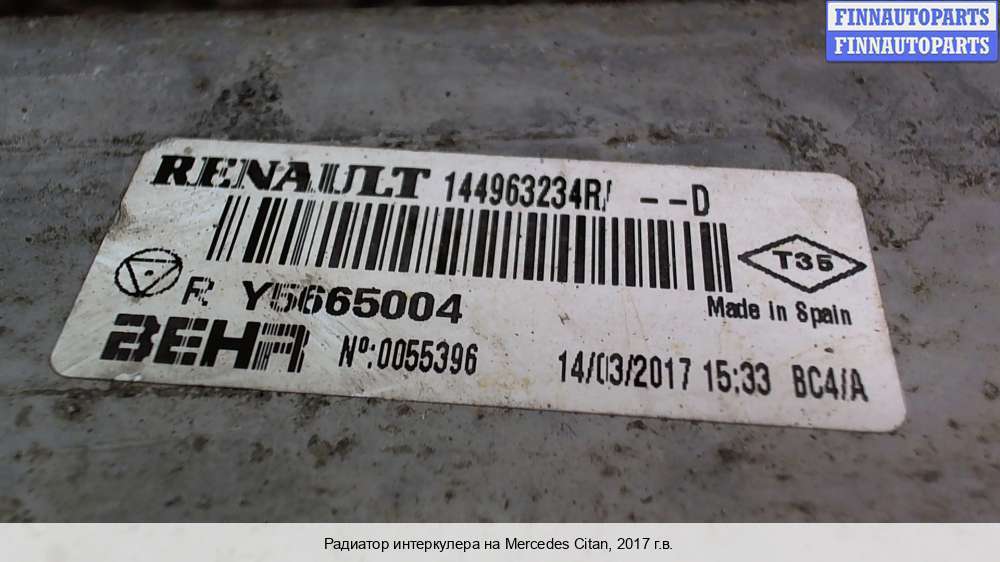 FINNAUTOPARTS
FINNAUTOPARTS
RENAULT 144963234R/ --D
T35
Made in Spain
R Y5665004
BEHR Nº:0055396 14/03/2017 15:33 BC4/A
Радиатор интеркулера на Mercedes Citan, 2017 г.в.